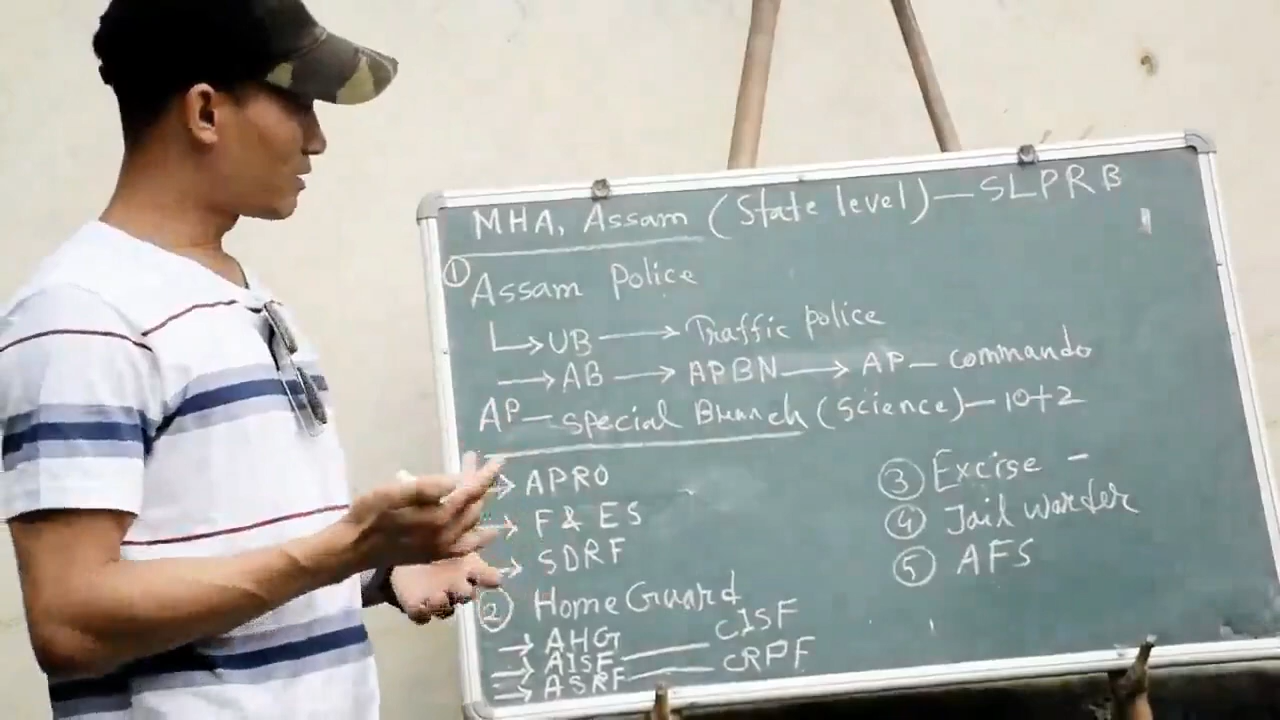 MHA, Assam (State level) — SLPRB
① Assam Police
↳ UB → Traffic police
→ AB → APBN → AP — commando
AP — special Branch (Science) — 10+2
→ APRO
→ F & ES
→ SDRF
② Home Guard
→ AHG
→ AISF — CISF
→ ASRF — CRPF
③ Excise -
④ Jail warder
⑤ AFS